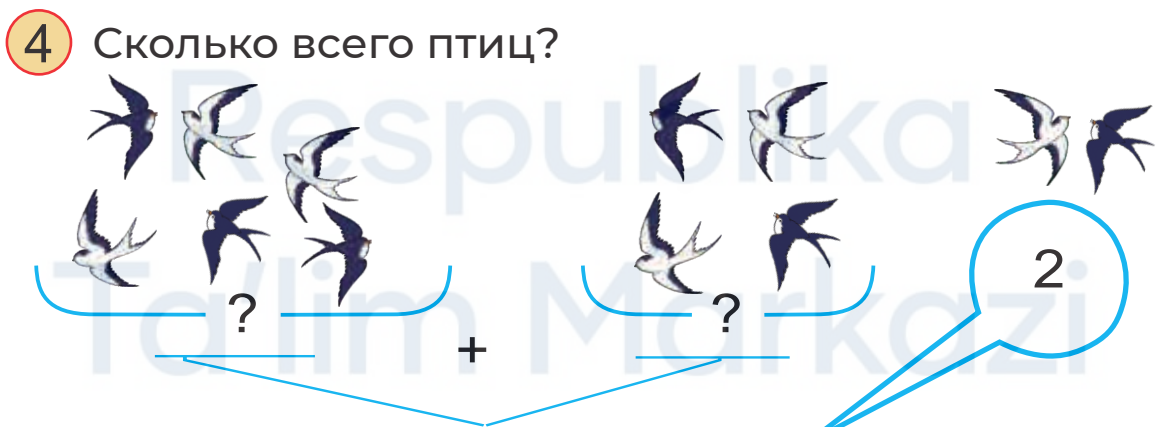 4 Сколько всего птиц?
Respublika
Ta'lim Markazi
2
? ?
+